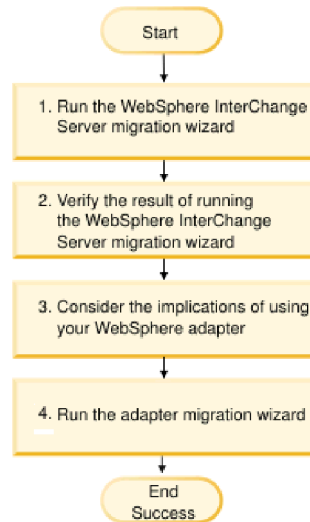 Start
1. Run the WebSphere InterChange
Server migration wizard
2. Verify the result of running
the WebSphere InterChange
Server migration wizard
3. Consider the implications of using
your WebSphere adapter
4. Run the adapter migration wizard
End
Success